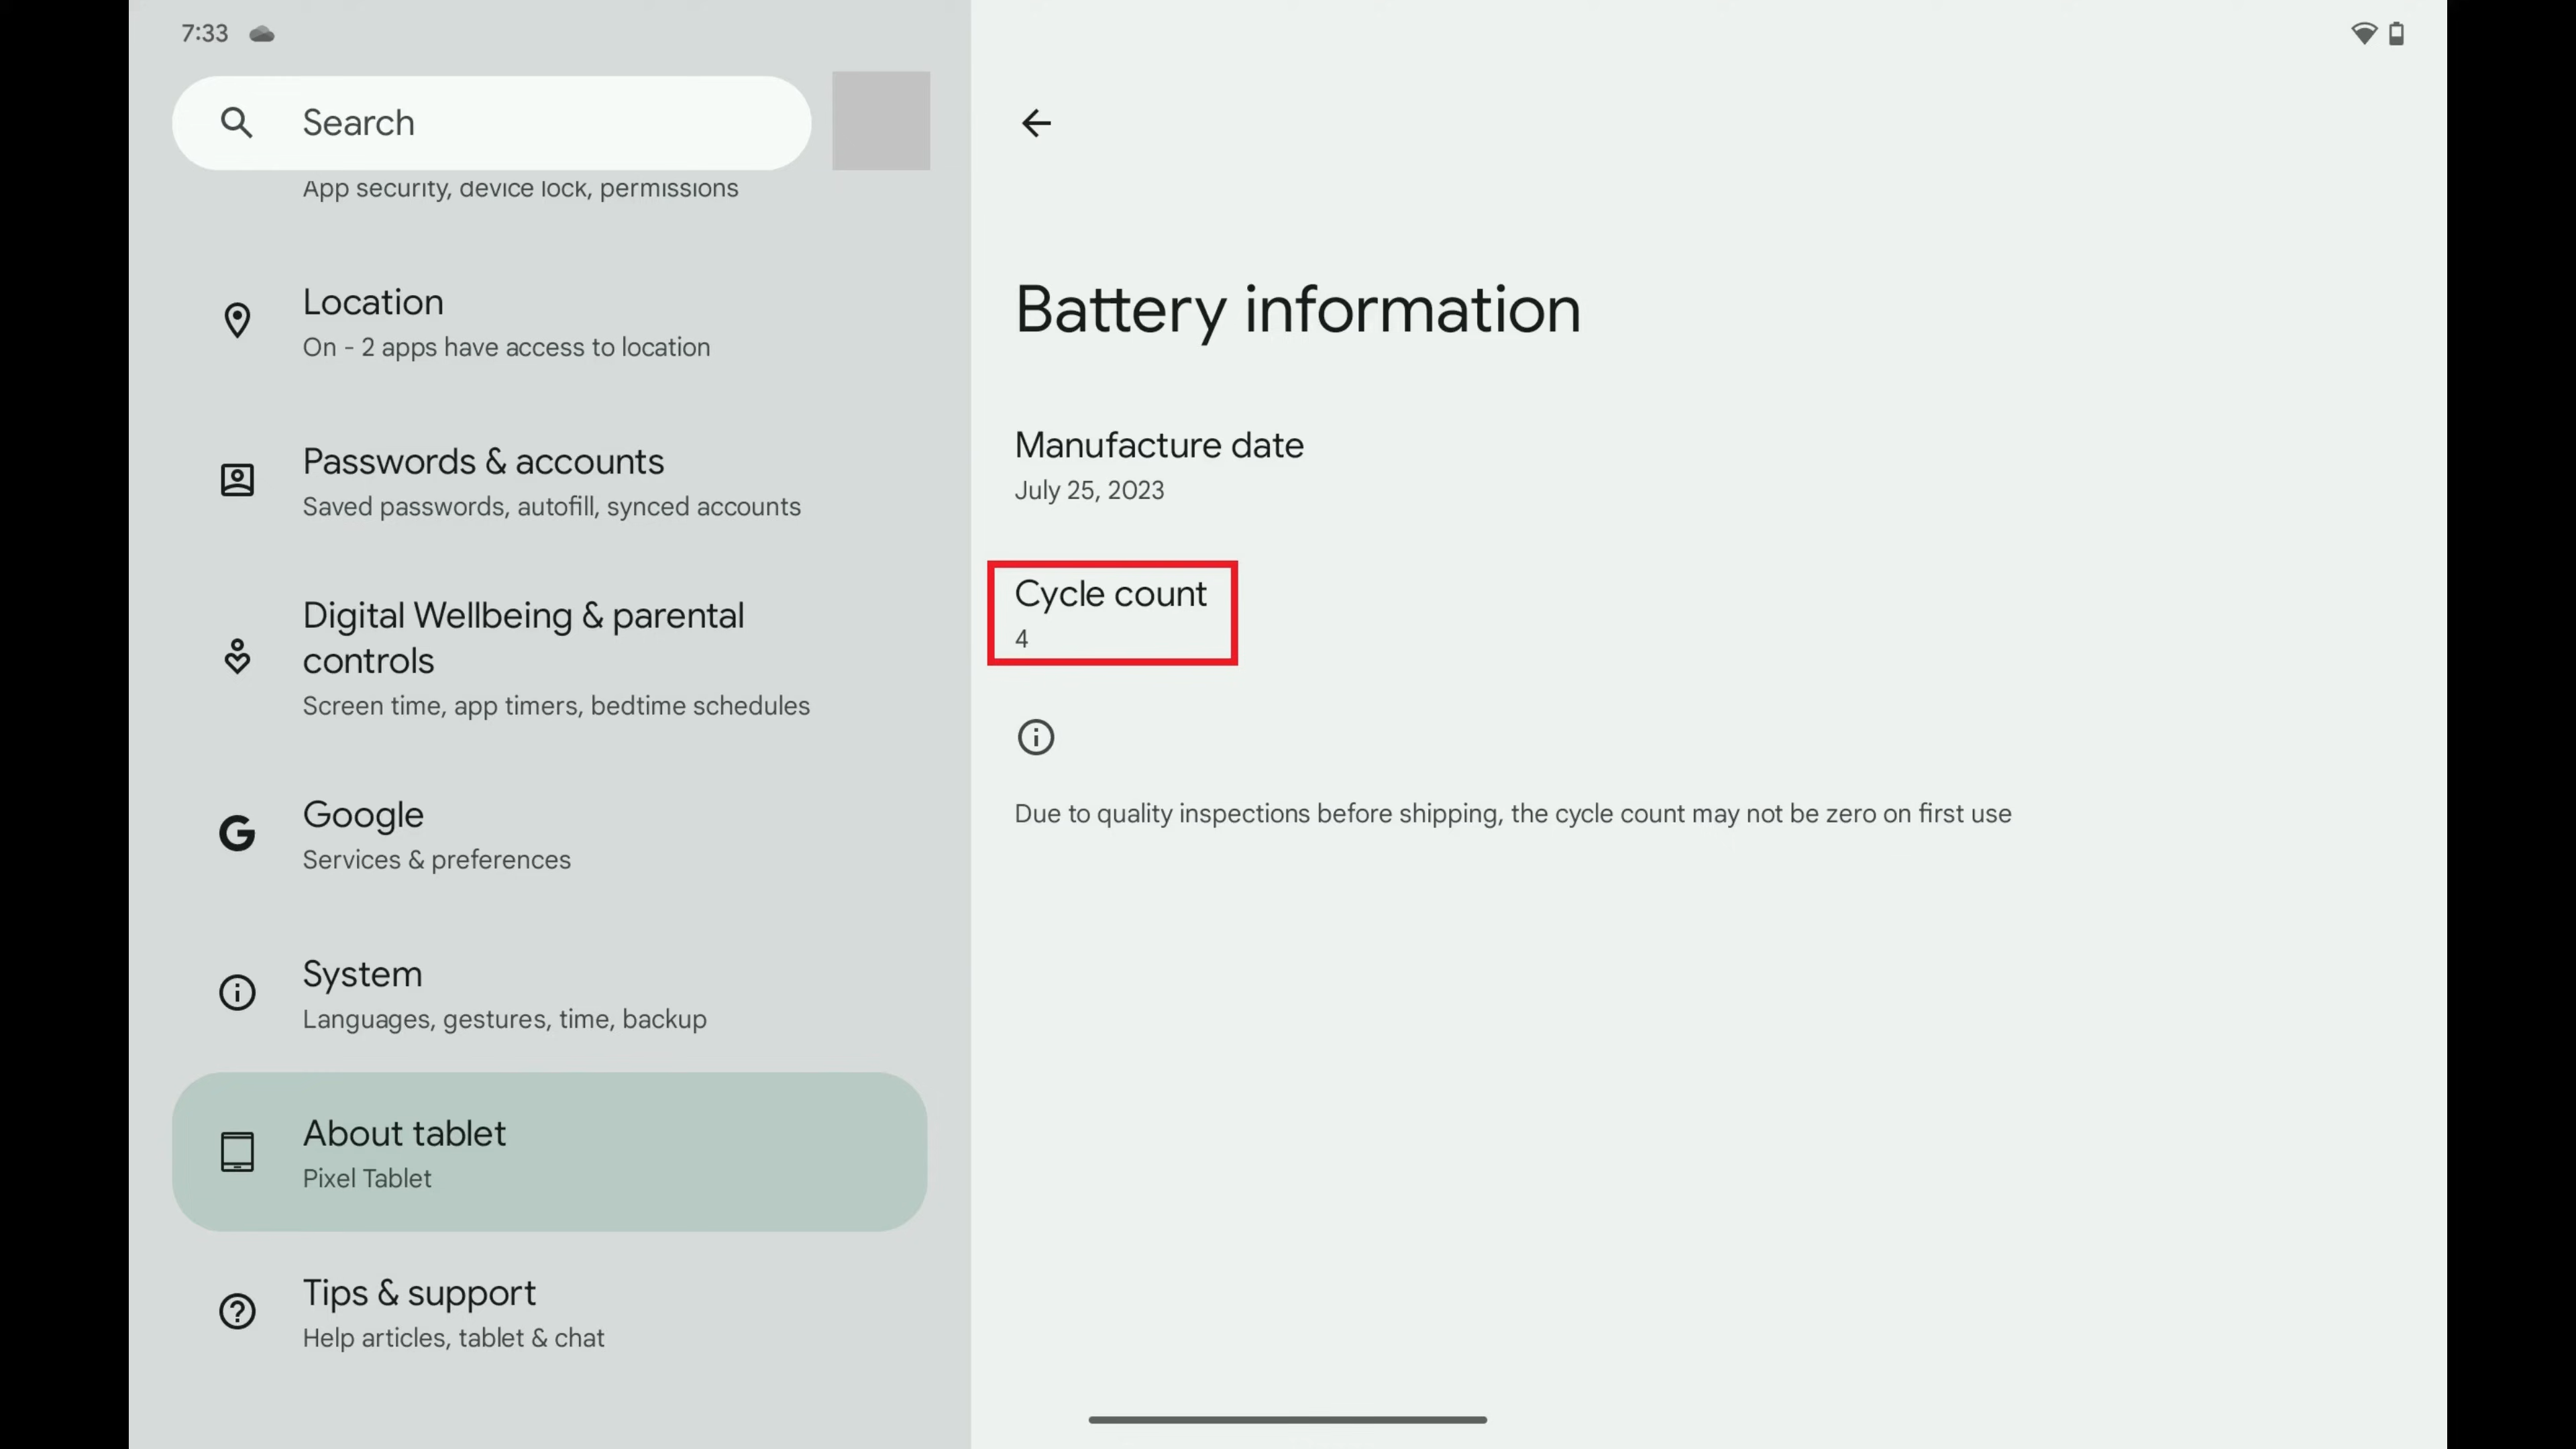 7:33
Search
App security, device lock, permissions
Location
On - 2 apps have access to location
Passwords & accounts
Saved passwords, autofill, synced accounts
Digital Wellbeing & parental
controls
Screen time, app timers, bedtime schedules
Google
Services & preferences
System
Languages, gestures, time, backup
About tablet
Pixel Tablet
Tips & support
Help articles, tablet & chat
Battery information
Manufacture date
July 25, 2023
Cycle count
4
Due to quality inspections before shipping, the cycle count may not be zero on first use